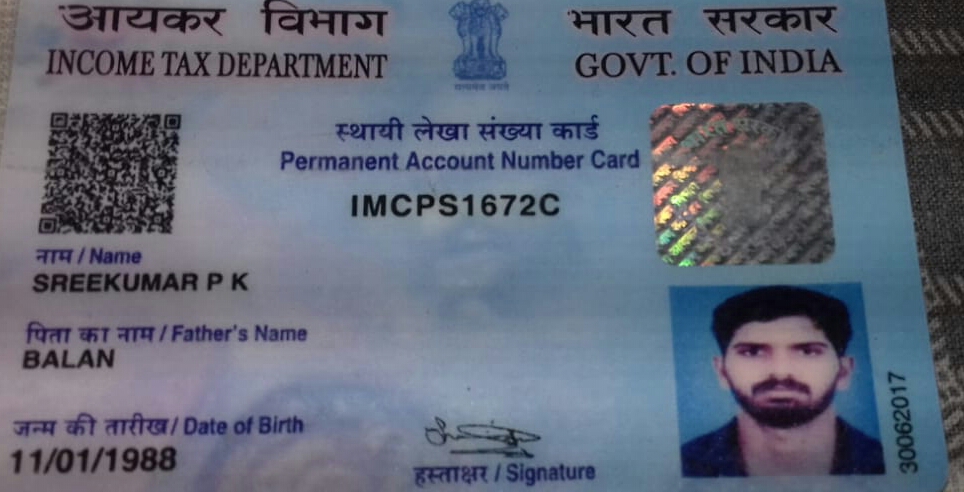 आयकर विभाग
INCOME TAX DEPARTMENT
भारत सरकार
GOVT. OF INDIA
सत्यमेव जयते
स्थायी लेखा संख्या कार्ड
Permanent Account Number Card
IMCPS1672C
नाम / Name
SREEKUMAR P K
पिता का नाम / Father's Name
BALAN
जन्म की तारीख / Date of Birth
11/01/1988
हस्ताक्षर / Signature
30062017